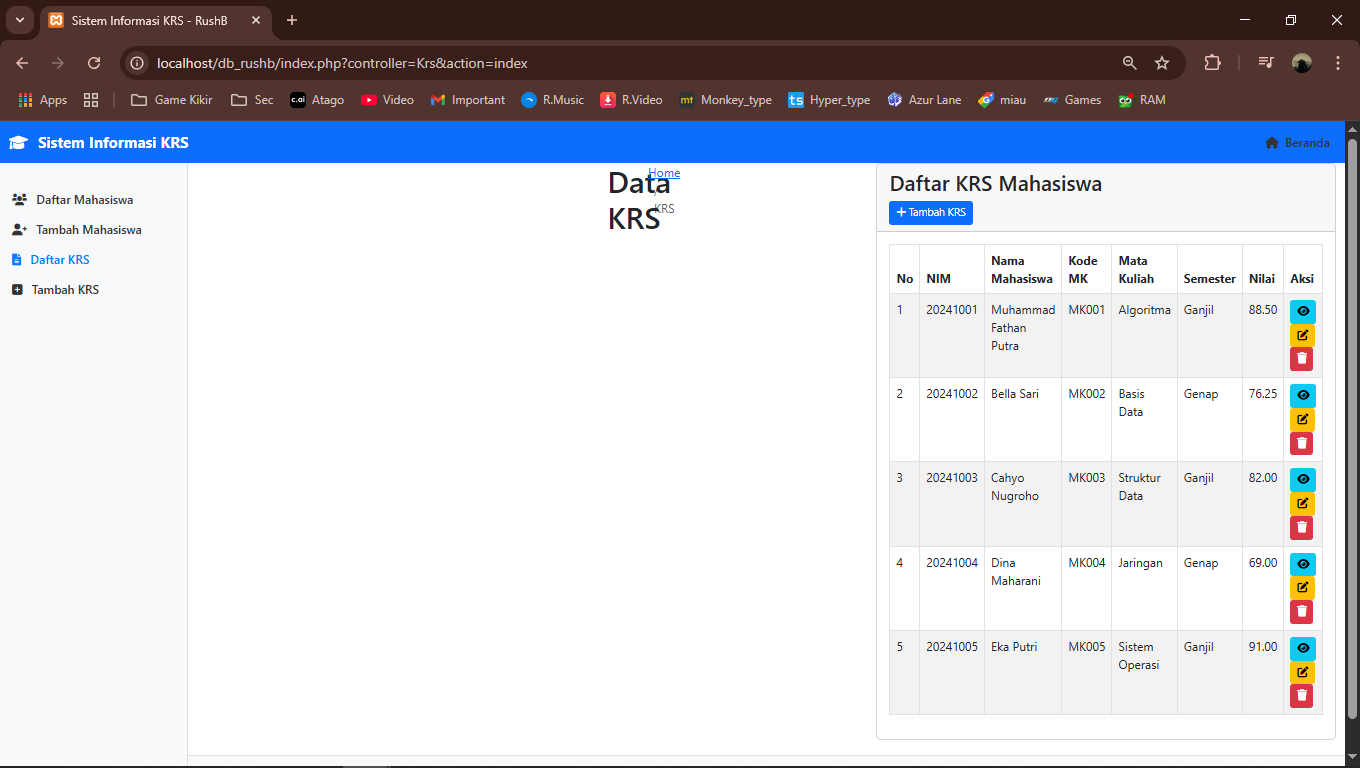 Sistem Informasi KRS - RushB
localhost/db_rushb/index.php?controller=Krs&action=index
Apps Game Kikir Sec c.ai Atago Video Important R.Music R.Video mt Monkey_type ts Hyper_type Azur Lane miau Games RAM
Sistem Informasi KRS Beranda
Daftar Mahasiswa
Tambah Mahasiswa
Daftar KRS
Tambah KRS
Data KRS
Home
/
KRS
Daftar KRS Mahasiswa
Tambah KRS
No NIM Nama Mahasiswa Kode MK Mata Kuliah Semester Nilai Aksi
1 20241001 Muhammad Fathan Putra MK001 Algoritma Ganjil 88.50
2 20241002 Bella Sari MK002 Basis Data Genap 76.25
3 20241003 Cahyo Nugroho MK003 Struktur Data Ganjil 82.00
4 20241004 Dina Maharani MK004 Jaringan Genap 69.00
5 20241005 Eka Putri MK005 Sistem Operasi Ganjil 91.00